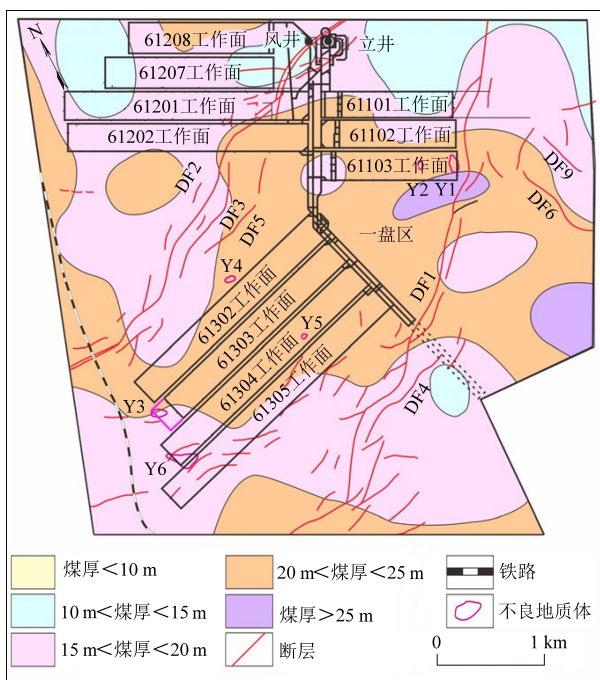 N
61208工作面
风井
立井
61207工作面
61201工作面
61101工作面
61202工作面
61102工作面
61103工作面
DF9
DF2
Y2 Y1
DF3
DF6
DF5
一盘区
Y4
DF1
61302工作面
61303工作面
Y5
61304工作面
61305工作面
DF4
Y3
Y6
煤厚<10 m
20 m<煤厚<25 m
铁路
10 m<煤厚<15 m
煤厚>25 m
不良地质体
15 m<煤厚<20 m
断层
0 1 km